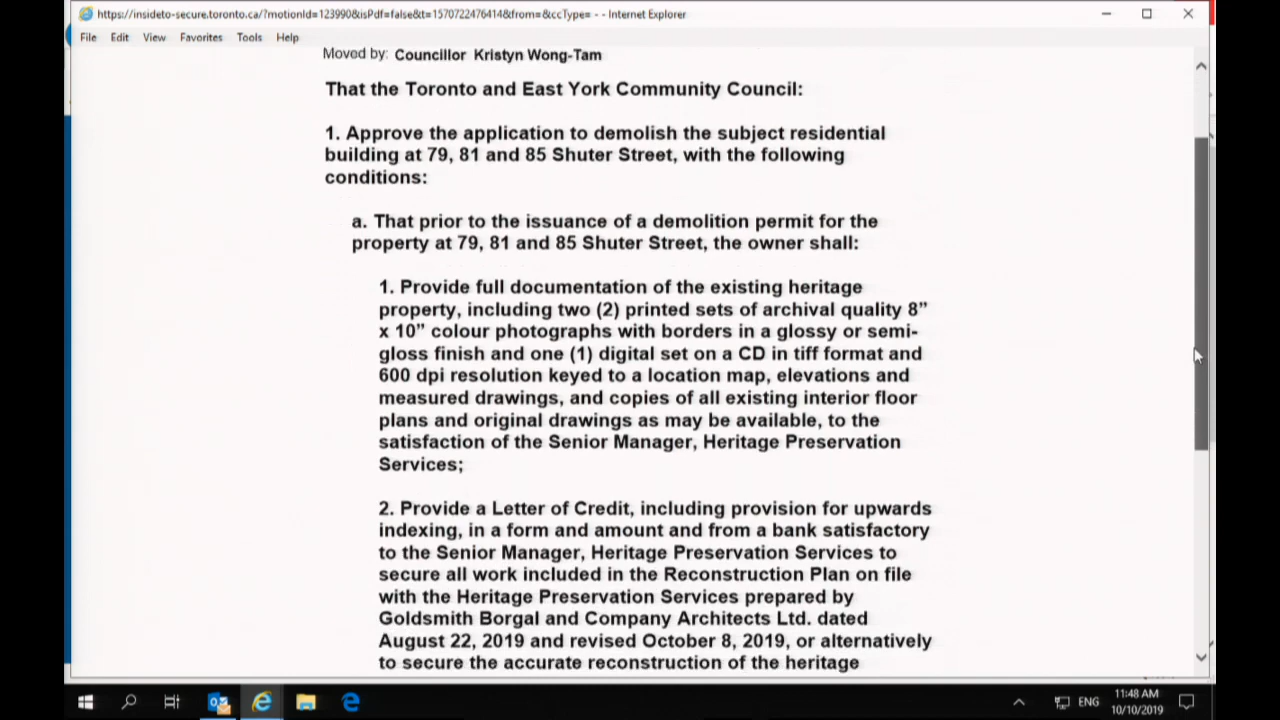 https://insideto-secure.toronto.ca/?motionId=123990&isPdf=false&t=1570722476414&from=&ccType= - - Internet Explorer
File Edit View Favorites Tools Help
Moved by: Councillor Kristyn Wong-Tam
That the Toronto and East York Community Council:
1. Approve the application to demolish the subject residential
building at 79, 81 and 85 Shuter Street, with the following
conditions:
a. That prior to the issuance of a demolition permit for the
property at 79, 81 and 85 Shuter Street, the owner shall:
1. Provide full documentation of the existing heritage
property, including two (2) printed sets of archival quality 8”
x 10” colour photographs with borders in a glossy or semi-
gloss finish and one (1) digital set on a CD in tiff format and
600 dpi resolution keyed to a location map, elevations and
measured drawings, and copies of all existing interior floor
plans and original drawings as may be available, to the
satisfaction of the Senior Manager, Heritage Preservation
Services;
2. Provide a Letter of Credit, including provision for upwards
indexing, in a form and amount and from a bank satisfactory
to the Senior Manager, Heritage Preservation Services to
secure all work included in the Reconstruction Plan on file
with the Heritage Preservation Services prepared by
Goldsmith Borgal and Company Architects Ltd. dated
August 22, 2019 and revised October 8, 2019, or alternatively
to secure the accurate reconstruction of the heritage
ENG
11:48 AM
10/10/2019